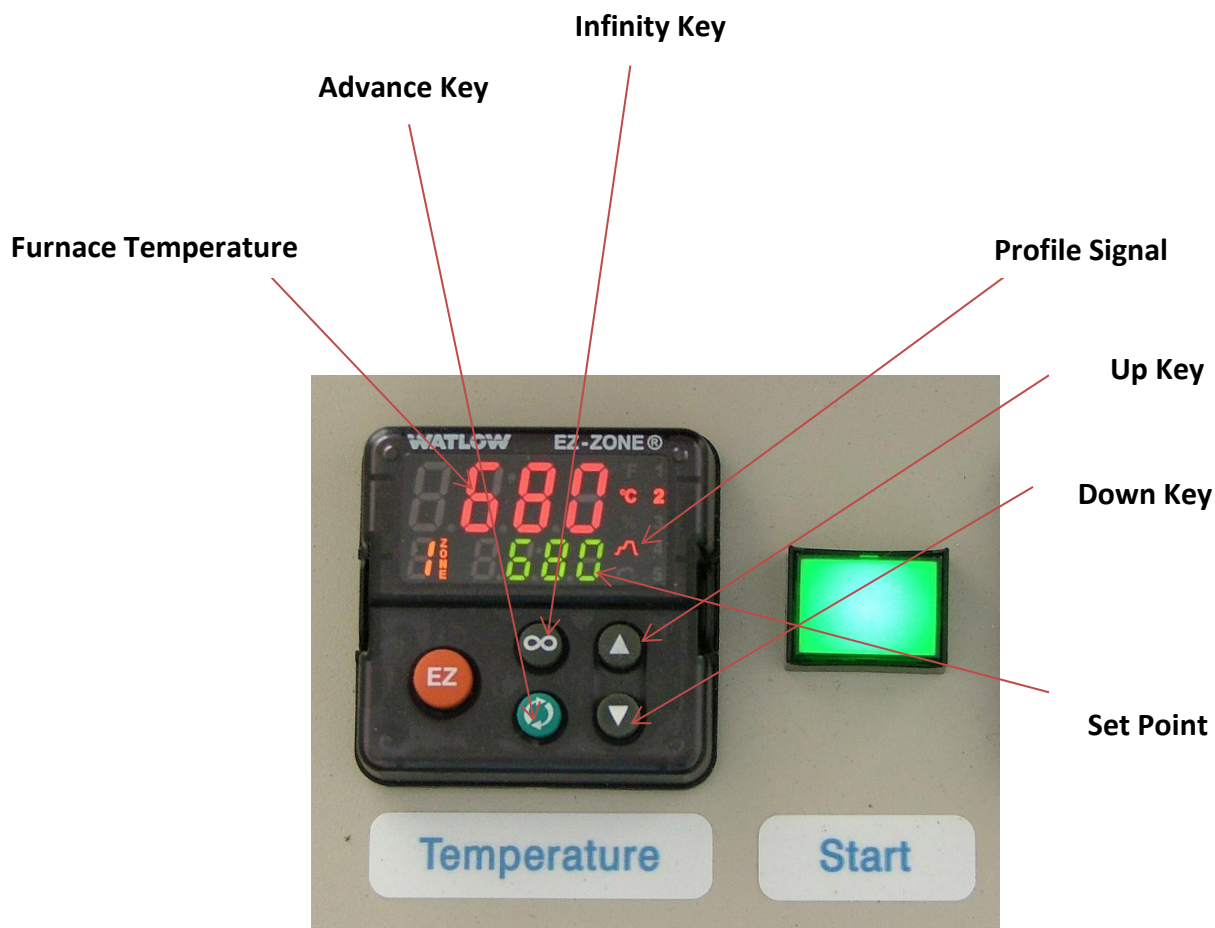 Infinity Key
Advance Key
Furnace Temperature
Profile Signal
Up Key
Down Key
Set Point
WATLOW EZ-ZONE®
680 °C 2
1 ZONE 680
∞
EZ
Temperature
Start